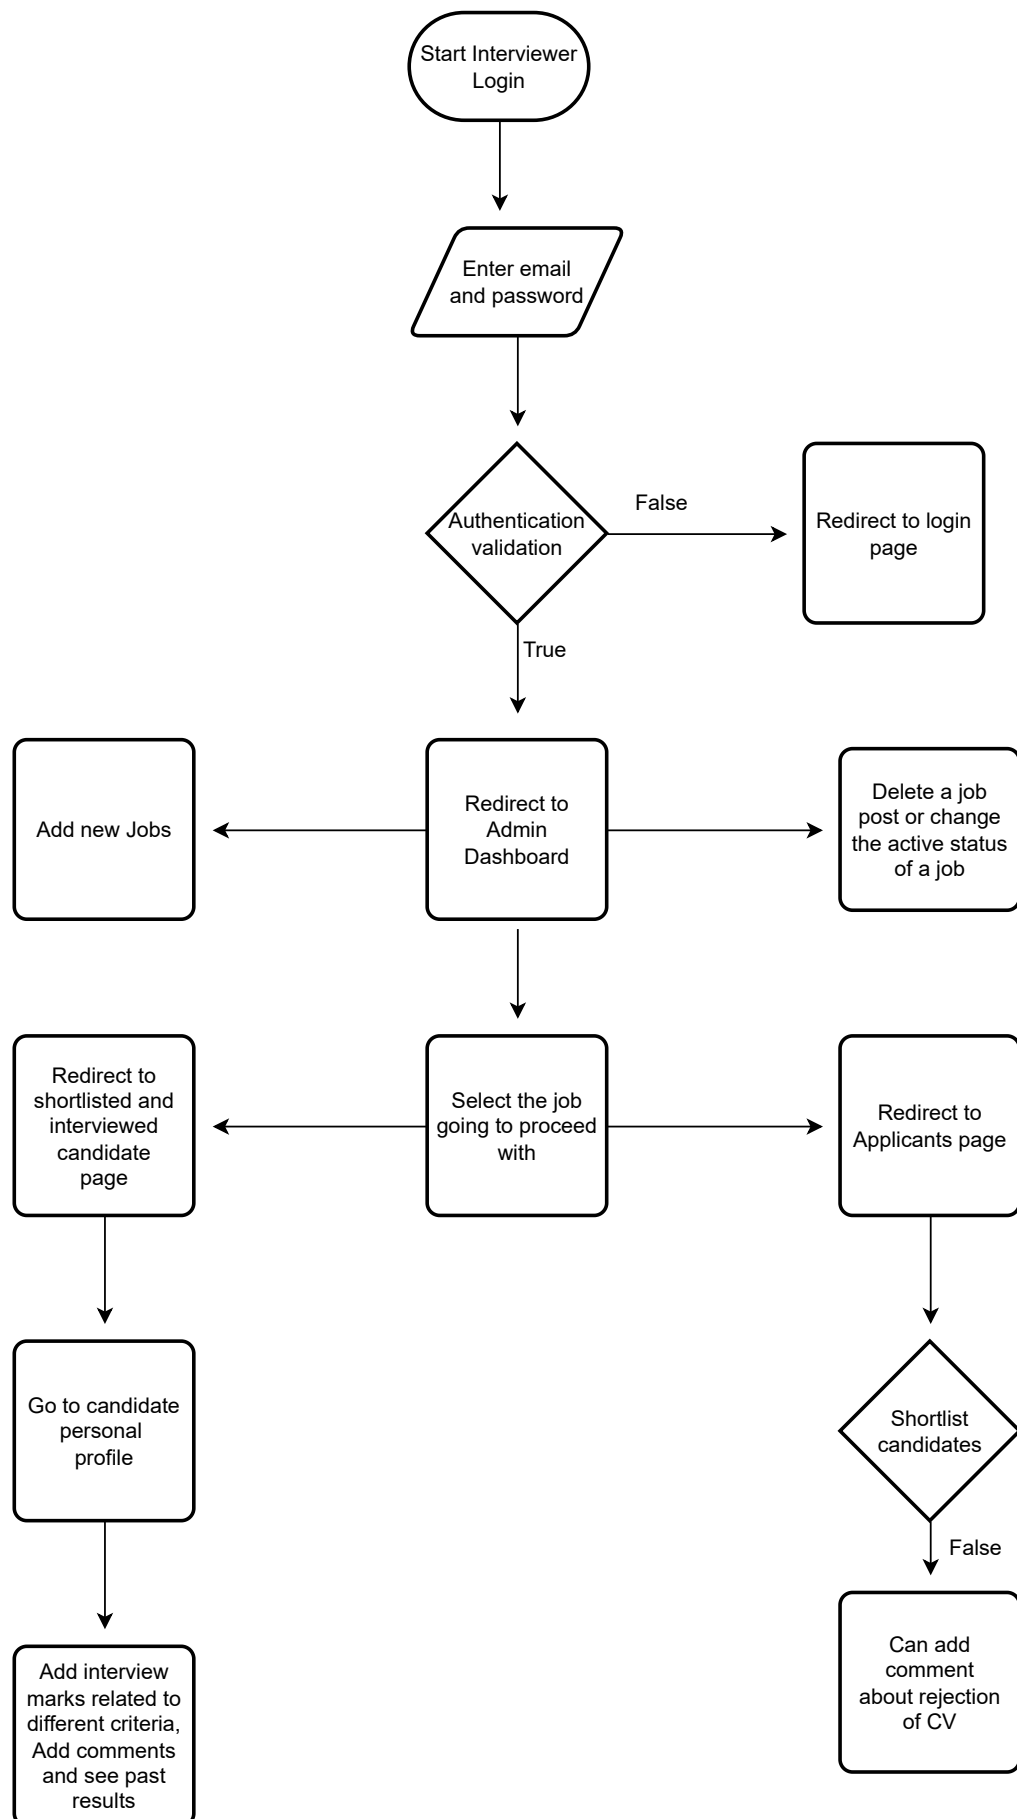 Start Interviewer
Login
Enter email
and password
Authentication
validation
False
Redirect to login
page
True
Add new Jobs
Redirect to
Admin
Dashboard
Delete a job
post or change
the active status
of a job
Redirect to
shortlisted and
interviewed
candidate
page
Select the job
going to proceed
with
Redirect to
Applicants page
Go to candidate
personal
profile
Shortlist
candidates
False
Add interview
marks related to
different criteria,
Add comments
and see past
results
Can add
comment
about rejection
of CV